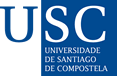 USC
UNIVERSIDADE
DE SANTIAGO
DE COMPOSTELA